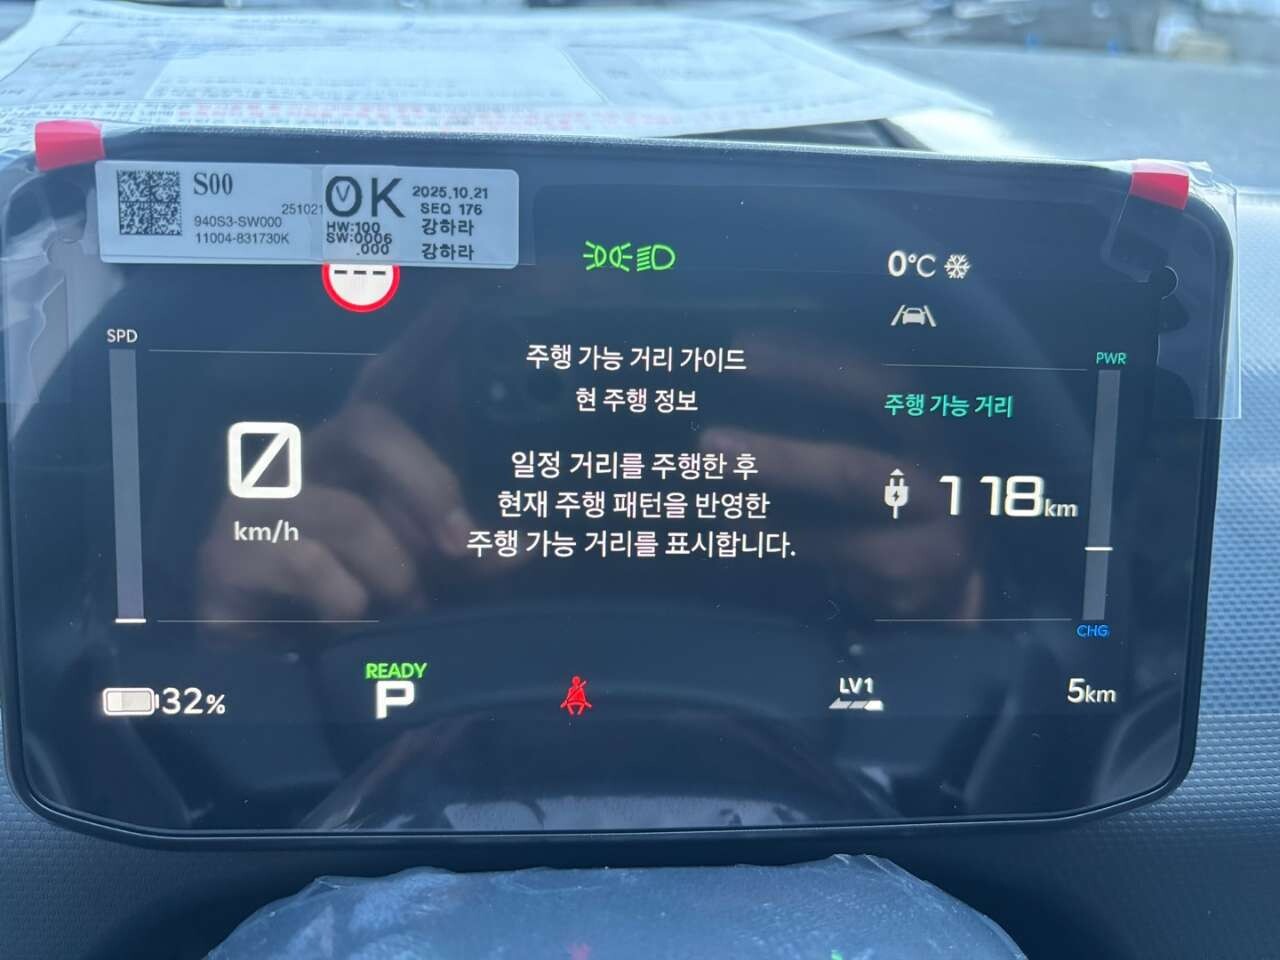 S00
251021
940S3-SW000
11004-831730K
OK
2025.10.21
SEQ 176
HW:100
SW:0006
.000
강하라
강하라
0°C
SPD
주행 가능 거리 가이드
현 주행 정보
PWR
주행 가능 거리
일정 거리를 주행한 후
현재 주행 패턴을 반영한
주행 가능 거리를 표시합니다.
0
km/h
118km
CHG
32%
READY
P
LV1
5km